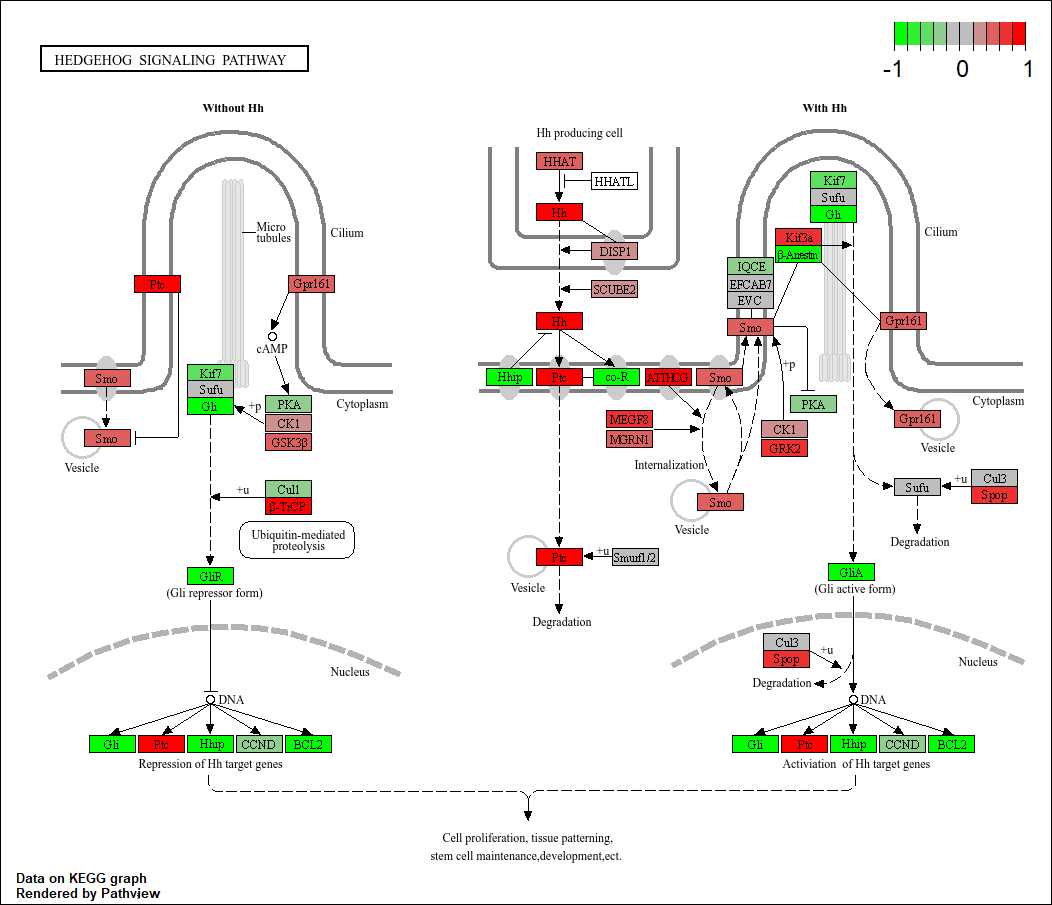 HEDGEHOG SIGNALING PATHWAY
-1 0 1
Without Hh
With Hh
Hh producing cell
HHAT
HHATL
Hh
DISP1
SCUBE2
Hh
Micro
tubules
Cilium
Ptc
Gpr161
cAMP
Smo
Kif7
Sufu
Gli
+p
PKA
CK1
GSK3β
Cytoplasm
Smo
Vesicle
+u
Cul1
β-TrCP
Ubiquitin-mediated
proteolysis
GliR
(Gli repressor form)
Nucleus
DNA
Gli
Ptc
Hhip
CCND
BCL2
Repression of Hh target genes
Hhip
Ptc
co-R
ATTHOG
Smo
MEGF8
MGRN1
Internalization
Smo
Vesicle
Ptc
+u
Smurf1/2
Vesicle
Degradation
Kif7
Sufu
Gli
Kif3a
β-Arrestin
IQCE
EFCAB7
EVC
Smo
Cilium
Gpr161
+p
PKA
CK1
GRK2
Cytoplasm
Gpr161
Vesicle
Sufu
+u
Cul3
Spop
Degradation
GliA
(Gli active form)
Cul3
Spop
+u
Degradation
Nucleus
DNA
Gli
Ptc
Hhip
CCND
BCL2
Activiation of Hh target genes
Cell proliferation, tissue patterning,
stem cell maintenance,development,ect.
Data on KEGG graph
Rendered by Pathview